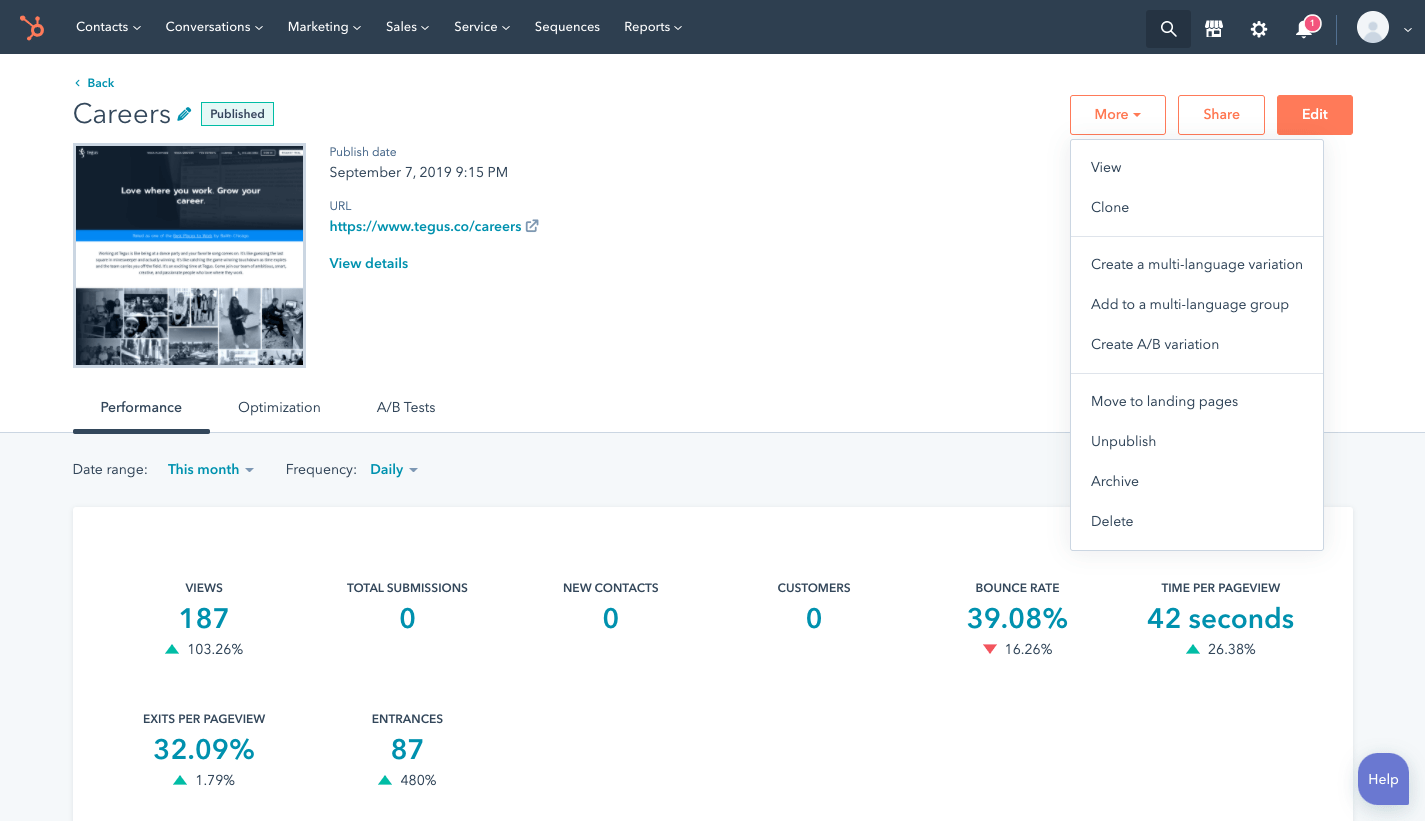 Contacts Conversations Marketing Sales Service Sequences Reports 1
Back
Careers Published More Share Edit
tegus
Love where you work. Grow your
career.
Publish date
September 7, 2019 9:15 PM
URL
https://www.tegus.co/careers
View details
View
Clone
Create a multi-language variation
Add to a multi-language group
Create A/B variation
Move to landing pages
Unpublish
Archive
Delete
Performance Optimization A/B Tests
Date range: This month Frequency: Daily
VIEWS TOTAL SUBMISSIONS NEW CONTACTS CUSTOMERS BOUNCE RATE TIME PER PAGEVIEW
187 0 0 0 39.08% 42 seconds
103.26% 16.26% 26.38%
EXITS PER PAGEVIEW ENTRANCES
32.09% 87
1.79% 480%
Help